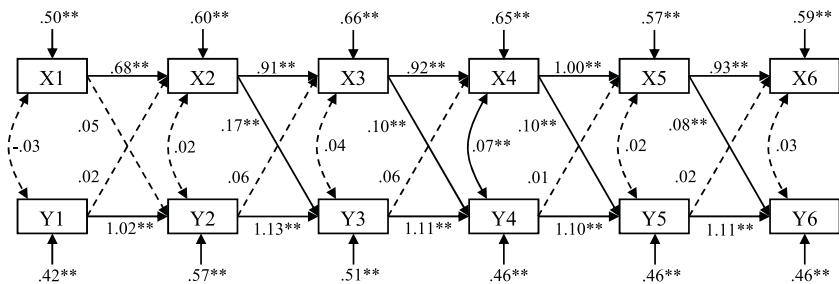 .50** .60** .66** .65** .57** .59**
X1 .68** X2 .91** X3 .92** X4 1.00** X5 .93** X6
.05 .17** .10** .10** .08**
-.03 .02 .04 .07** .02 .03
.02 .06 .06 .01 .02
Y1 Y2 Y3 Y4 Y5 Y6
1.02** 1.13** 1.11** 1.10** 1.11**
.42** .57** .51** .46** .46** .46**